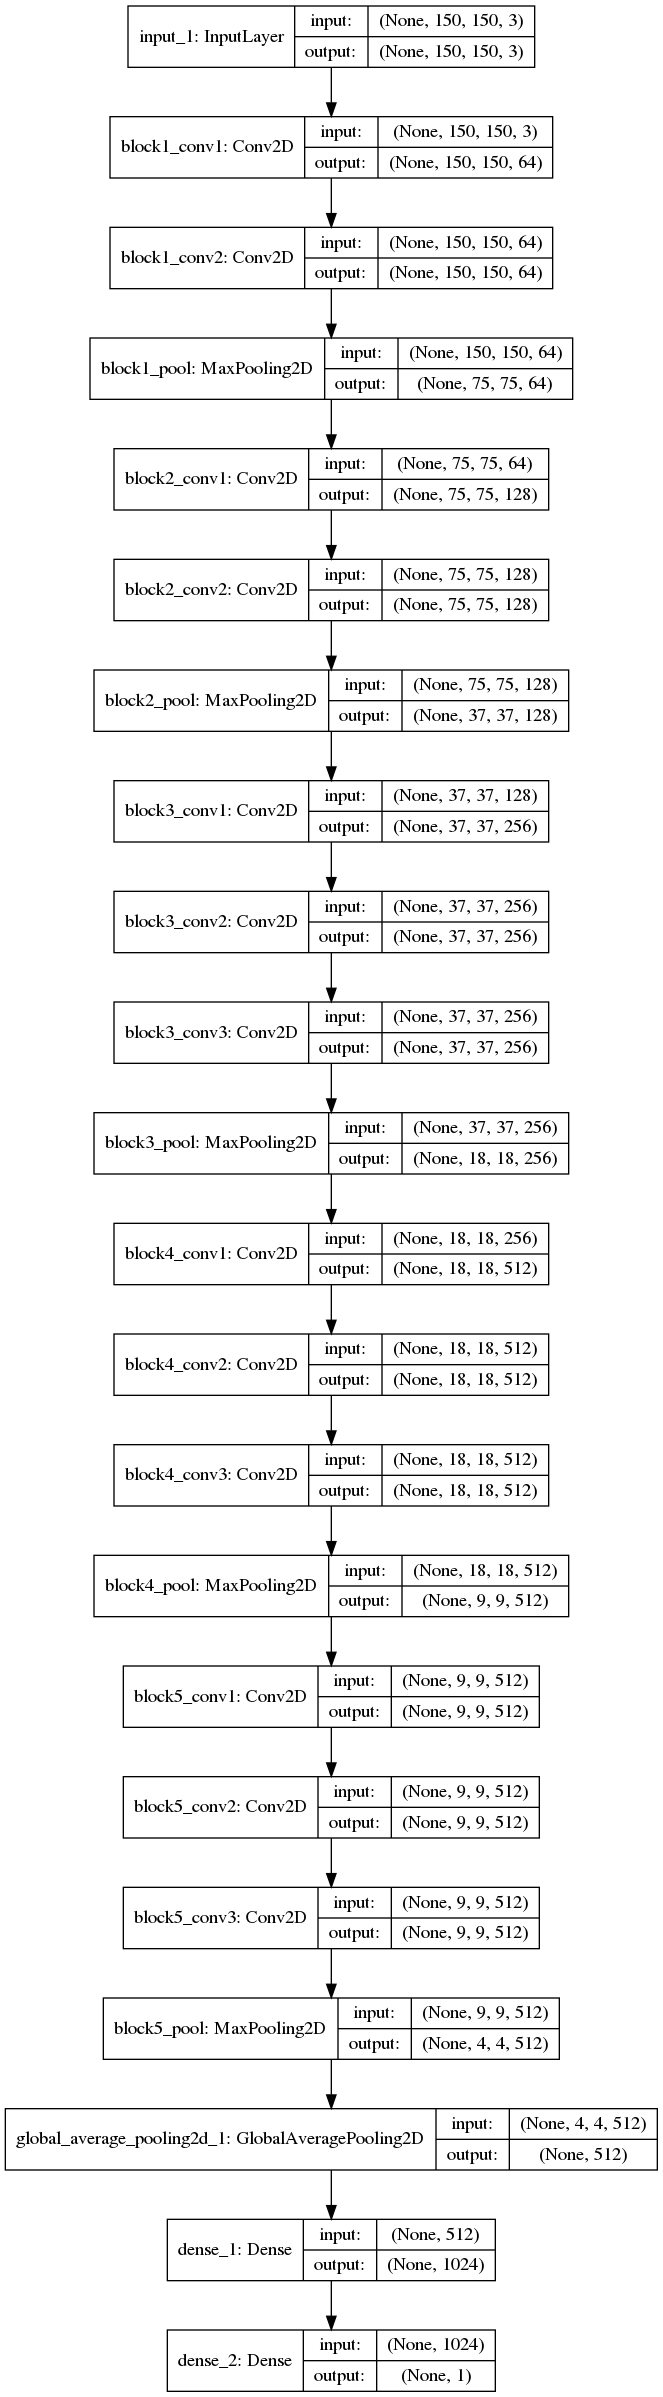 input_1: InputLayer
input: (None, 150, 150, 3)
output: (None, 150, 150, 3)
block1_conv1: Conv2D
input: (None, 150, 150, 3)
output: (None, 150, 150, 64)
block1_conv2: Conv2D
input: (None, 150, 150, 64)
output: (None, 150, 150, 64)
block1_pool: MaxPooling2D
input: (None, 150, 150, 64)
output: (None, 75, 75, 64)
block2_conv1: Conv2D
input: (None, 75, 75, 64)
output: (None, 75, 75, 128)
block2_conv2: Conv2D
input: (None, 75, 75, 128)
output: (None, 75, 75, 128)
block2_pool: MaxPooling2D
input: (None, 75, 75, 128)
output: (None, 37, 37, 128)
block3_conv1: Conv2D
input: (None, 37, 37, 128)
output: (None, 37, 37, 256)
block3_conv2: Conv2D
input: (None, 37, 37, 256)
output: (None, 37, 37, 256)
block3_conv3: Conv2D
input: (None, 37, 37, 256)
output: (None, 37, 37, 256)
block3_pool: MaxPooling2D
input: (None, 37, 37, 256)
output: (None, 18, 18, 256)
block4_conv1: Conv2D
input: (None, 18, 18, 256)
output: (None, 18, 18, 512)
block4_conv2: Conv2D
input: (None, 18, 18, 512)
output: (None, 18, 18, 512)
block4_conv3: Conv2D
input: (None, 18, 18, 512)
output: (None, 18, 18, 512)
block4_pool: MaxPooling2D
input: (None, 18, 18, 512)
output: (None, 9, 9, 512)
block5_conv1: Conv2D
input: (None, 9, 9, 512)
output: (None, 9, 9, 512)
block5_conv2: Conv2D
input: (None, 9, 9, 512)
output: (None, 9, 9, 512)
block5_conv3: Conv2D
input: (None, 9, 9, 512)
output: (None, 9, 9, 512)
block5_pool: MaxPooling2D
input: (None, 9, 9, 512)
output: (None, 4, 4, 512)
global_average_pooling2d_1: GlobalAveragePooling2D
input: (None, 4, 4, 512)
output: (None, 512)
dense_1: Dense
input: (None, 512)
output: (None, 1024)
dense_2: Dense
input: (None, 1024)
output: (None, 1)